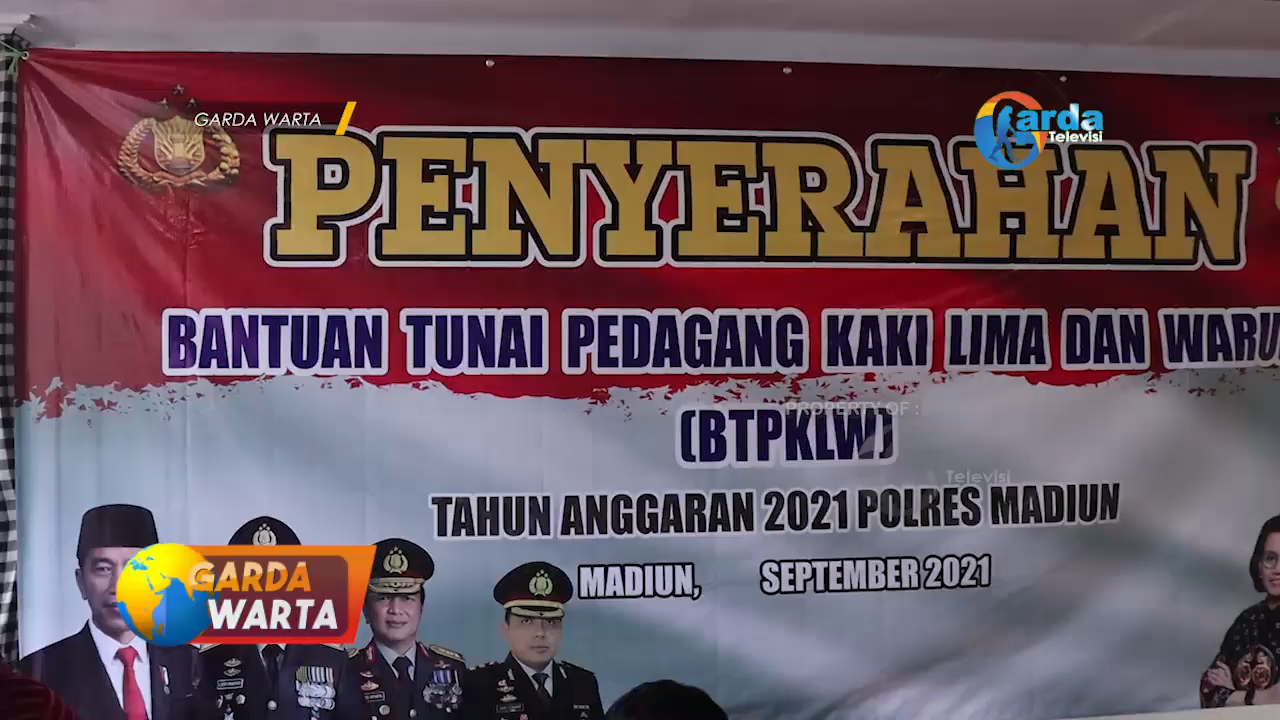 GARDA WARTA
Garda
Televisi
PENYERAHAN
BANTUAN TUNAI PEDAGANG KAKI LIMA DAN WARU
(BTPKLW)
PROPERTY OF :
Televisi
TAHUN ANGGARAN 2021 POLRES MADIUN
MADIUN, SEPTEMBER 2021
GARDA
WARTA